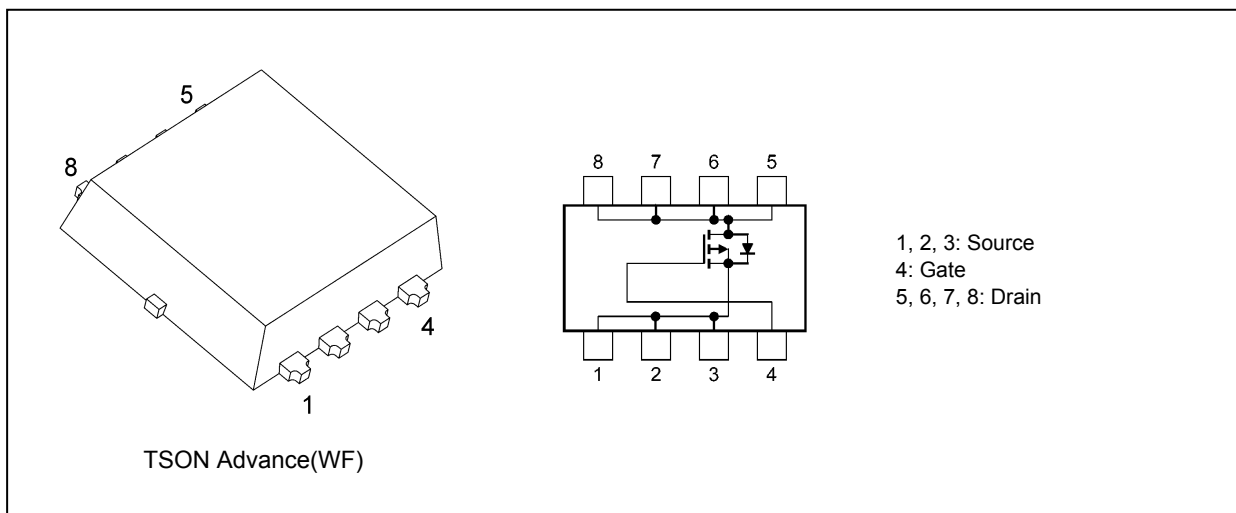 5
8
4
1
TSON Advance(WF)
8 7 6 5
1 2 3 4
1, 2, 3: Source
4: Gate
5, 6, 7, 8: Drain